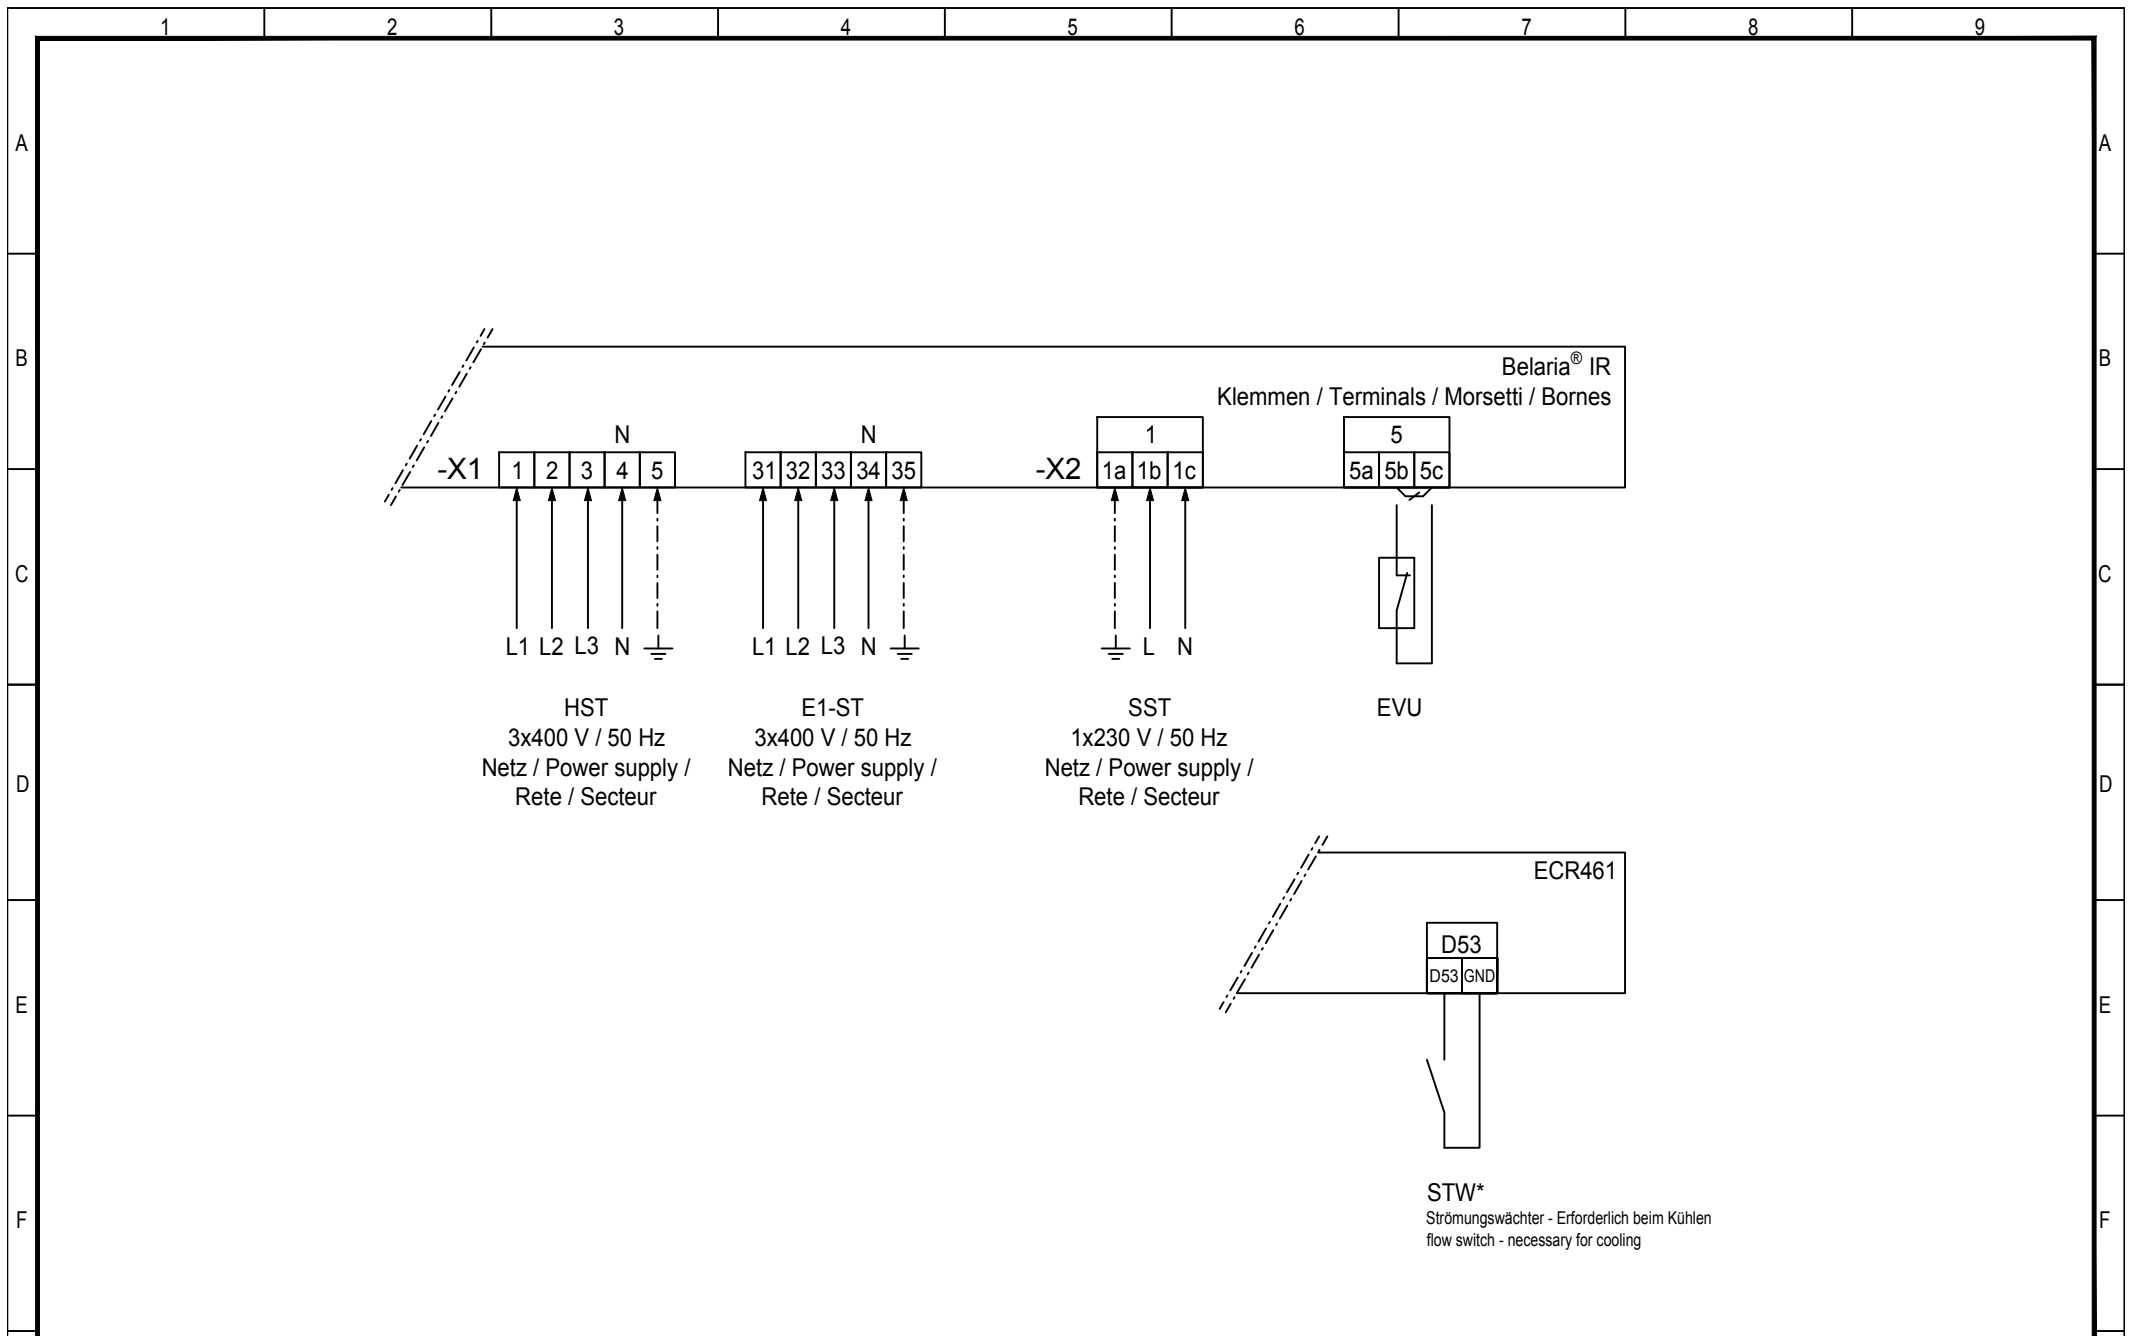 1 2 3 4 5 6 7 8 9
A A
B B
Belaria® IR
Klemmen / Terminals / Morsetti / Bornes
N N 1 5
-X1 1 2 3 4 5 31 32 33 34 35 -X2 1a 1b 1c 5a 5b 5c
C C
L1 L2 L3 N L1 L2 L3 N L N
HST E1-ST SST EVU
3x400 V / 50 Hz 3x400 V / 50 Hz 1x230 V / 50 Hz
Netz / Power supply / Netz / Power supply / Netz / Power supply /
D D
Rete / Secteur Rete / Secteur Rete / Secteur
ECR461
D53
D53 GND
E E
STW*
F F
Strömungswächter - Erforderlich beim Kühlen
flow switch - necessary for cooling